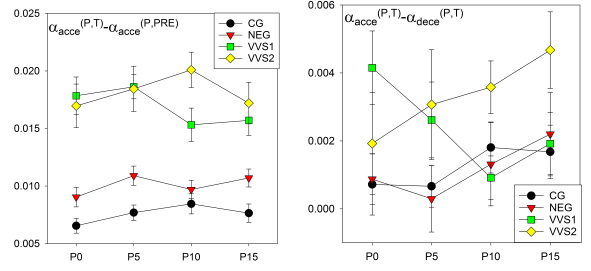 α_acce^(P,T)-α_acce^(P,PRE)
0.025
0.020
0.015
0.010
0.005
CG
NEG
VVS1
VVS2
P0 P5 P10 P15
α_acce^(P,T)-α_dece^(P,T)
0.006
0.004
0.002
0.000
CG
NEG
VVS1
VVS2
P0 P5 P10 P15